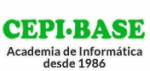 CEPI·BASE
Academia de Informática
desde 1986